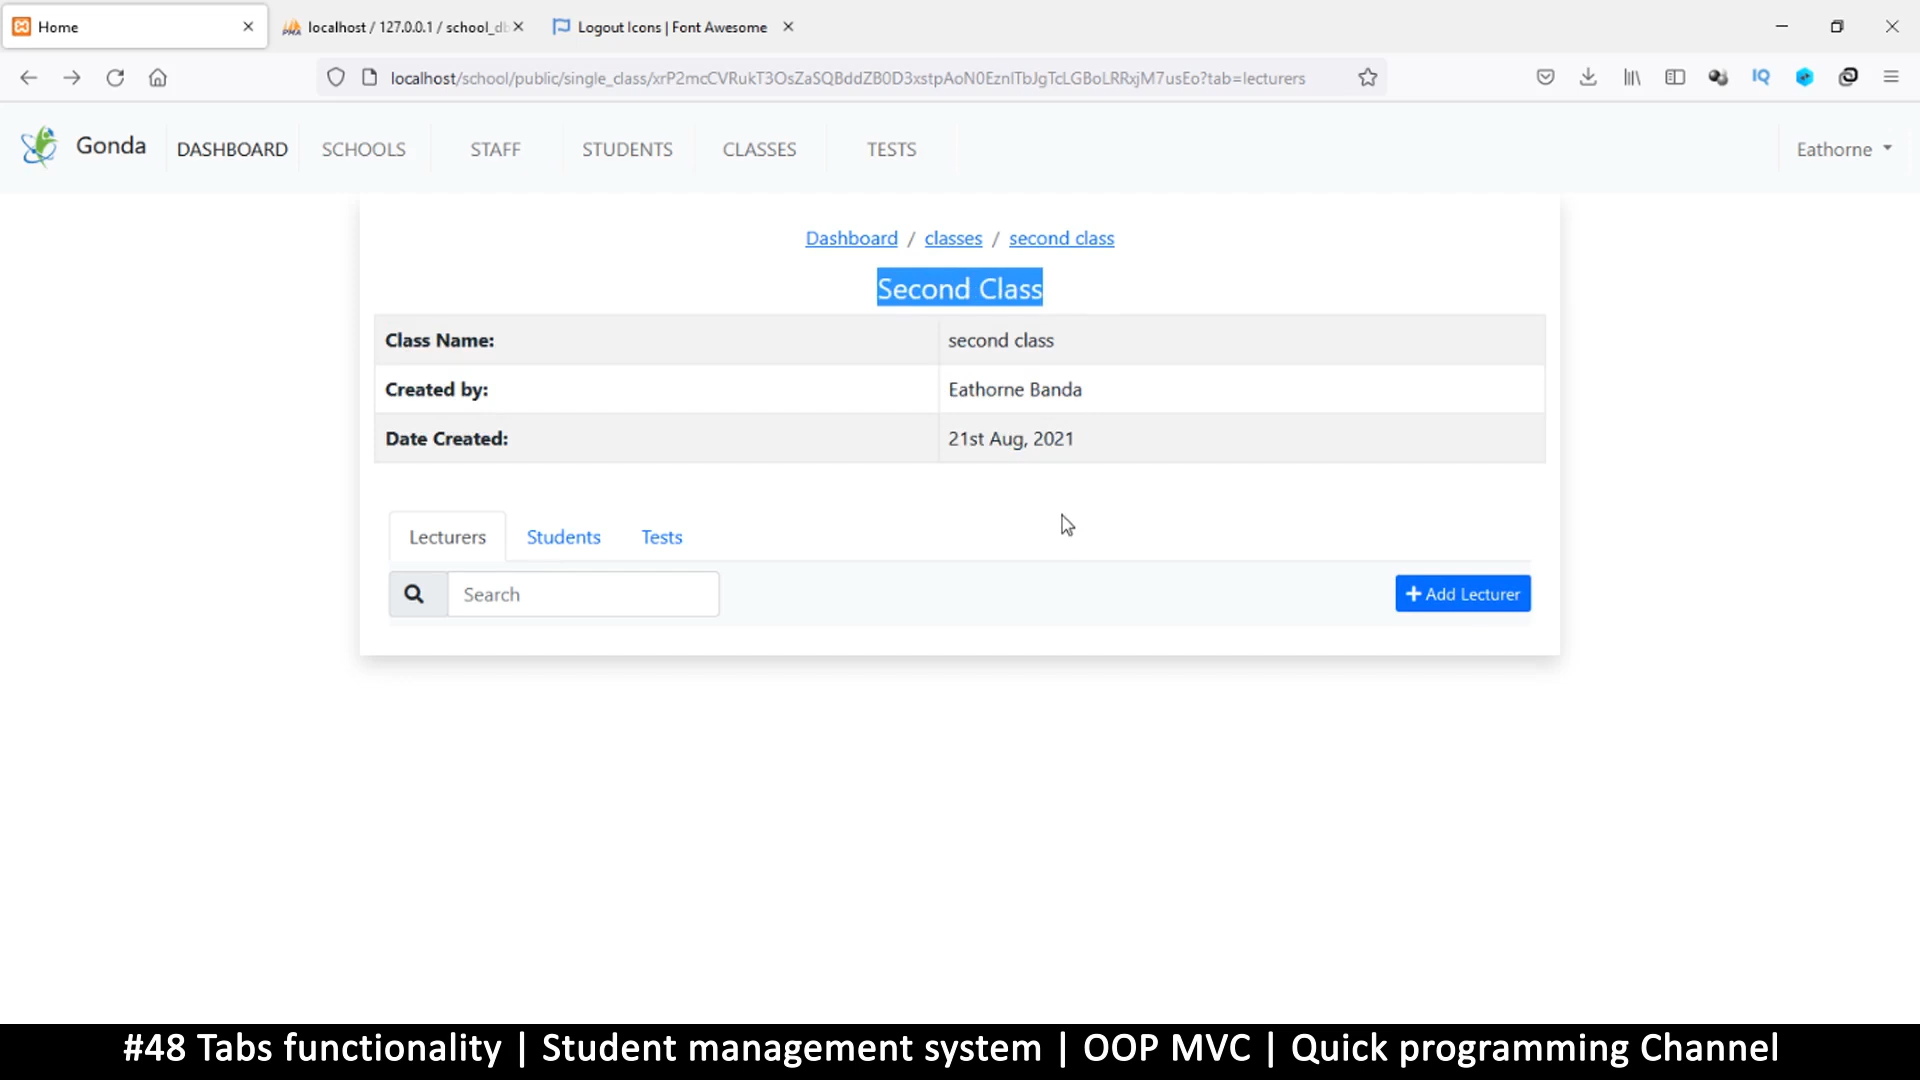 Home
localhost / 127.0.0.1 / school_db
Logout Icons | Font Awesome
localhost/school/public/single_class/xrP2mcCVRukT3OsZaSQBddZB0D3xstpAoN0EznITbJgTcLGBoLRRxjM7usEo?tab=lecturers
IQ
Gonda DASHBOARD SCHOOLS STAFF STUDENTS CLASSES TESTS Eathorne
Dashboard / classes / second class
Second Class
Class Name: second class
Created by: Eathorne Banda
Date Created: 21st Aug, 2021
Lecturers Students Tests
Search + Add Lecturer
#48 Tabs functionality | Student management system | OOP MVC | Quick programming Channel